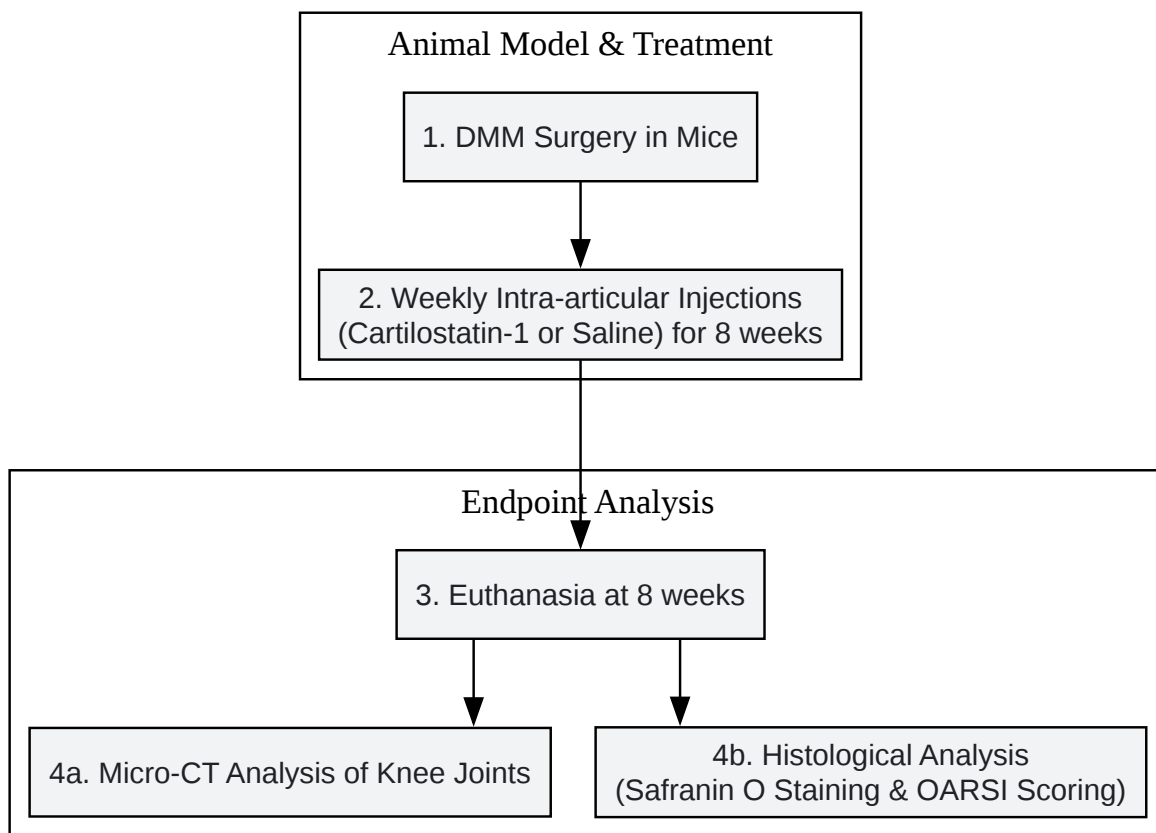 Animal Model & Treatment
1. DMM Surgery in Mice
2. Weekly Intra-articular Injections
(Cartilostatin-1 or Saline) for 8 weeks
Endpoint Analysis
3. Euthanasia at 8 weeks
4a. Micro-CT Analysis of Knee Joints
4b. Histological Analysis
(Safranin O Staining & OARSI Scoring)